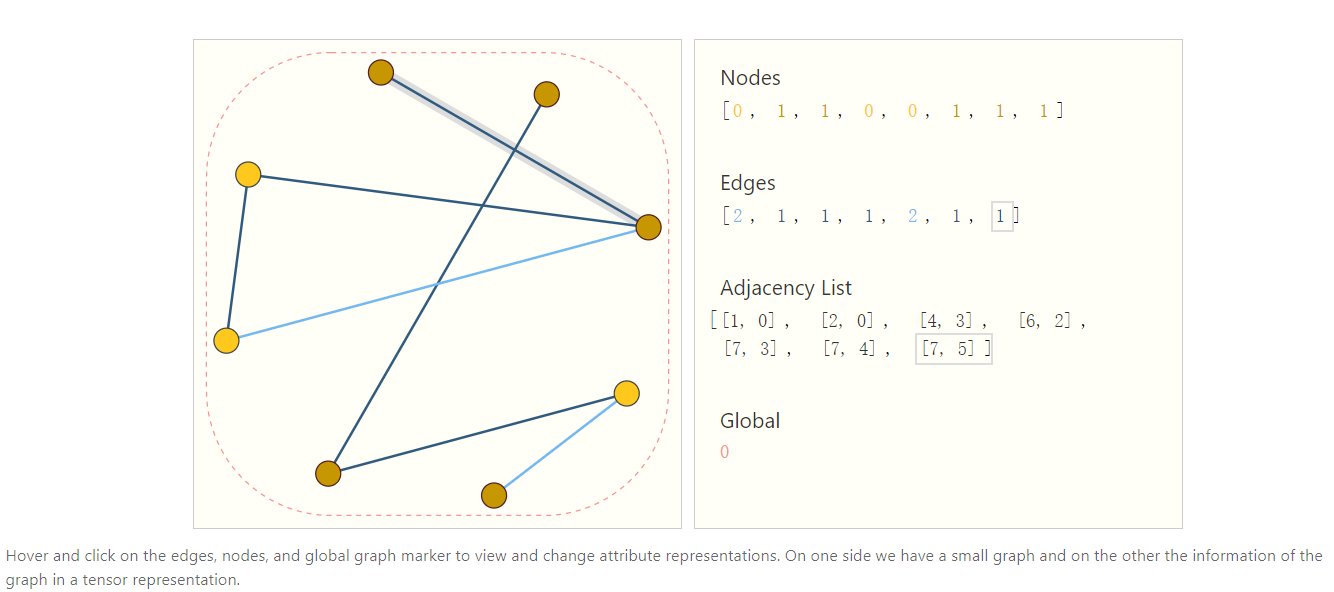 Nodes
[0, 1, 1, 0, 0, 1, 1, 1]
Edges
[2, 1, 1, 1, 2, 1, 1]
Adjacency List
[[1, 0], [2, 0], [4, 3], [6, 2],
[7, 3], [7, 4], [7, 5]]
Global
0
Hover and click on the edges, nodes, and global graph marker to view and change attribute representations. On one side we have a small graph and on the other the information of the
graph in a tensor representation.